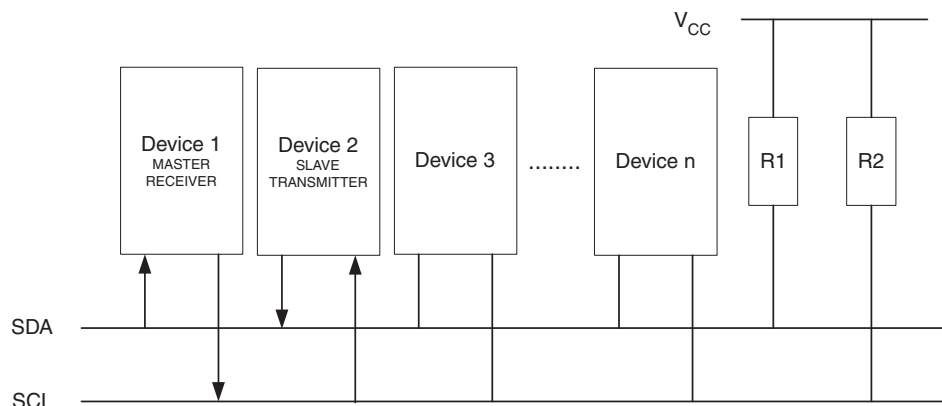 VCC
Device 1
MASTER
RECEIVER
Device 2
SLAVE
TRANSMITTER
Device 3
........
Device n
R1
R2
SDA
SCL